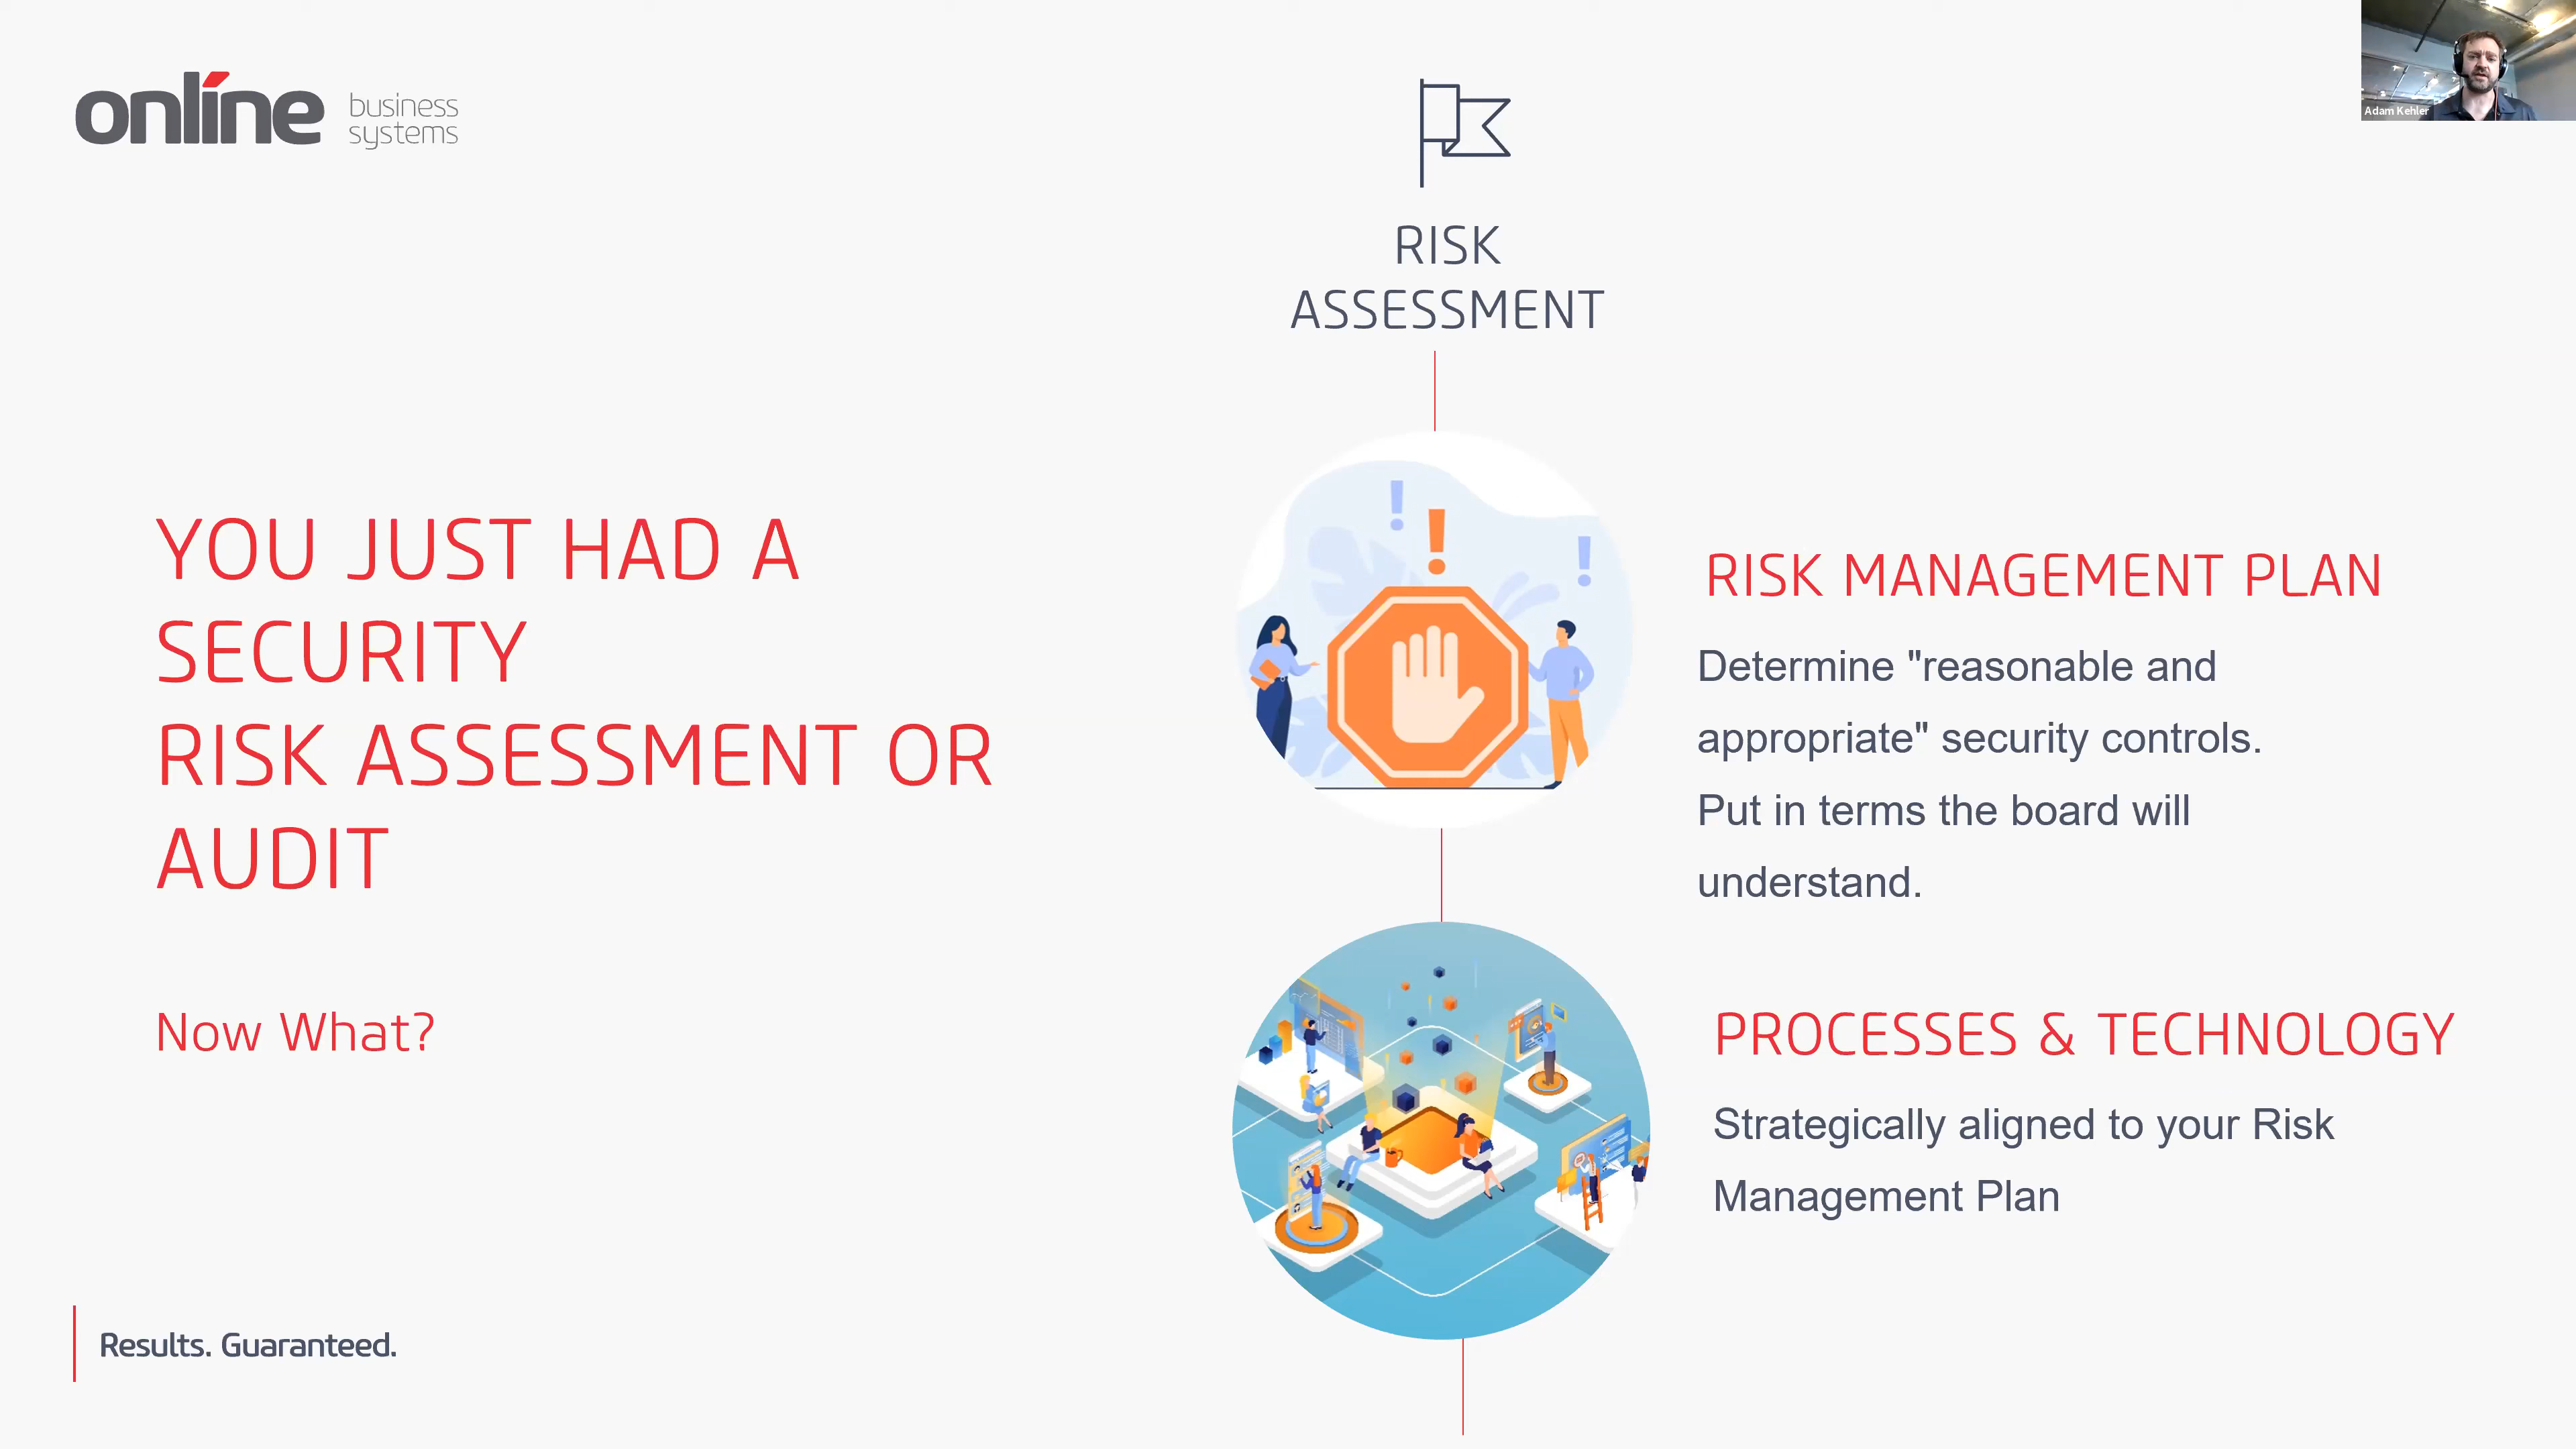 online business systems
Adam Kehler
RISK
ASSESSMENT
YOU JUST HAD A
SECURITY
RISK ASSESSMENT OR
AUDIT
Now What?
RISK MANAGEMENT PLAN
Determine "reasonable and
appropriate" security controls.
Put in terms the board will
understand.
PROCESSES & TECHNOLOGY
Strategically aligned to your Risk
Management Plan
Results. Guaranteed.